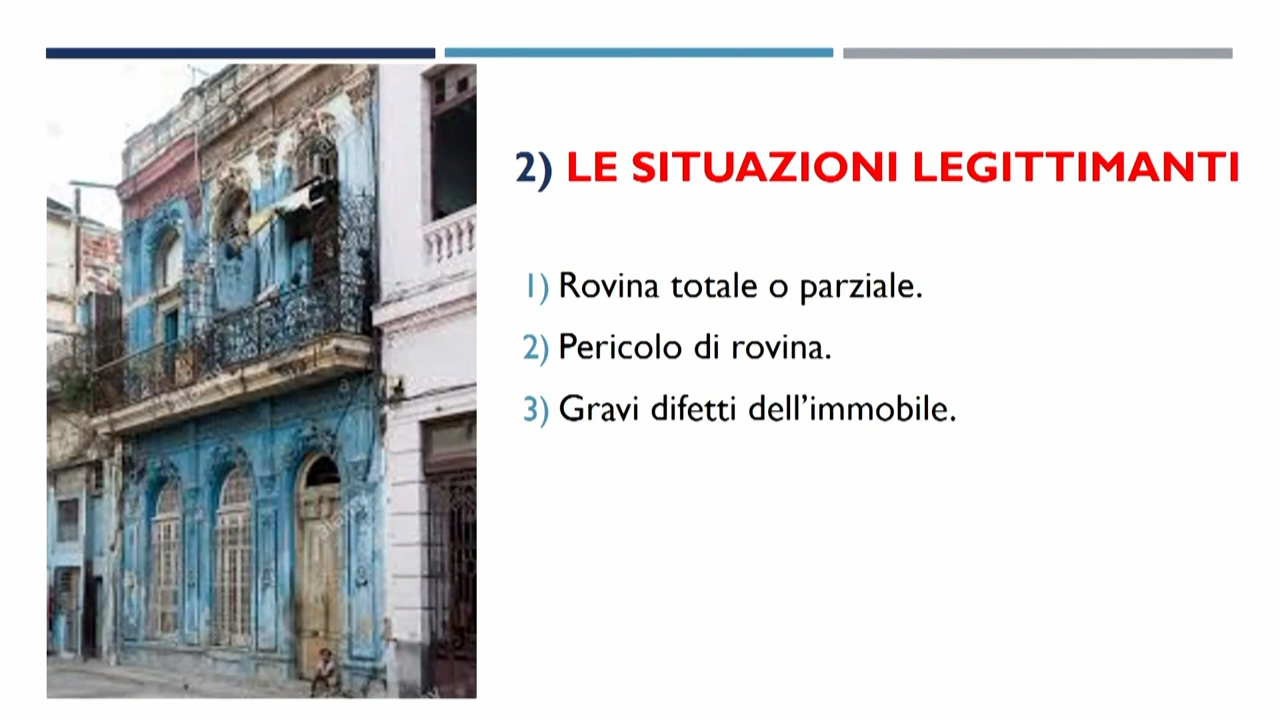 2) LE SITUAZIONI LEGITTIMANTI
1) Rovina totale o parziale.
2) Pericolo di rovina.
3) Gravi difetti dell’immobile.